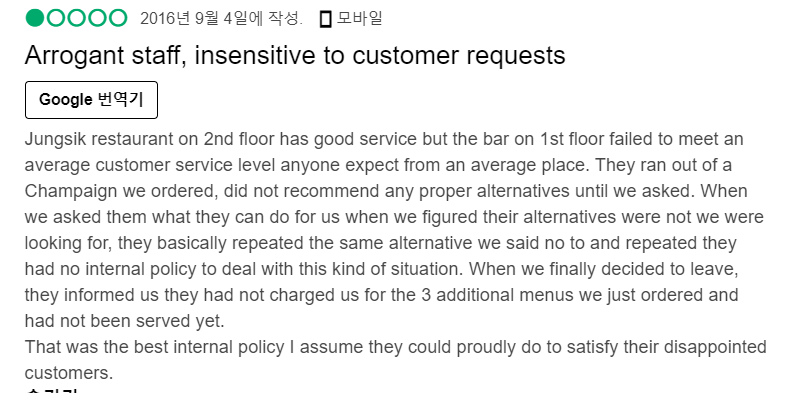 2016년 9월 4일에 작성. 모바일
Arrogant staff, insensitive to customer requests
Google 번역기
Jungsik restaurant on 2nd floor has good service but the bar on 1st floor failed to meet an
average customer service level anyone expect from an average place. They ran out of a
Champaign we ordered, did not recommend any proper alternatives until we asked. When
we asked them what they can do for us when we figured their alternatives were not we were
looking for, they basically repeated the same alternative we said no to and repeated they
had no internal policy to deal with this kind of situation. When we finally decided to leave,
they informed us they had not charged us for the 3 additional menus we just ordered and
had not been served yet.
That was the best internal policy I assume they could proudly do to satisfy their disappointed
customers.